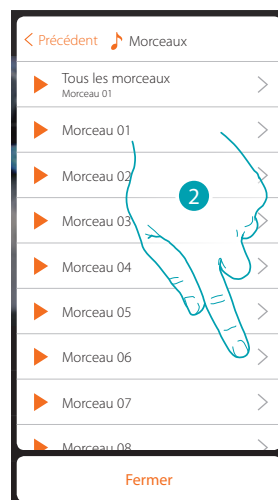 Précédent Morceaux
Tous les morceaux
Morceau 01
Morceau 01
Morceau 02
2
Morceau 03
Morceau 04
Morceau 05
Morceau 06
Morceau 07
Morceau 08
Fermer